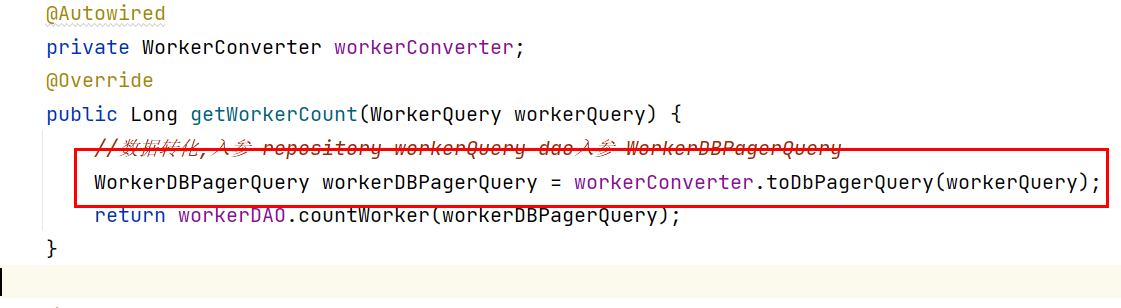 @Autowired
private WorkerConverter workerConverter;
@Override
public Long getWorkerCount(WorkerQuery workerQuery) {
//数据转化,入参 repository workerQuery dao入参 WorkerDBPagerQuery
WorkerDBPagerQuery workerDBPagerQuery = workerConverter.toDbPagerQuery(workerQuery);
return workerDAO.countWorker(workerDBPagerQuery);
}